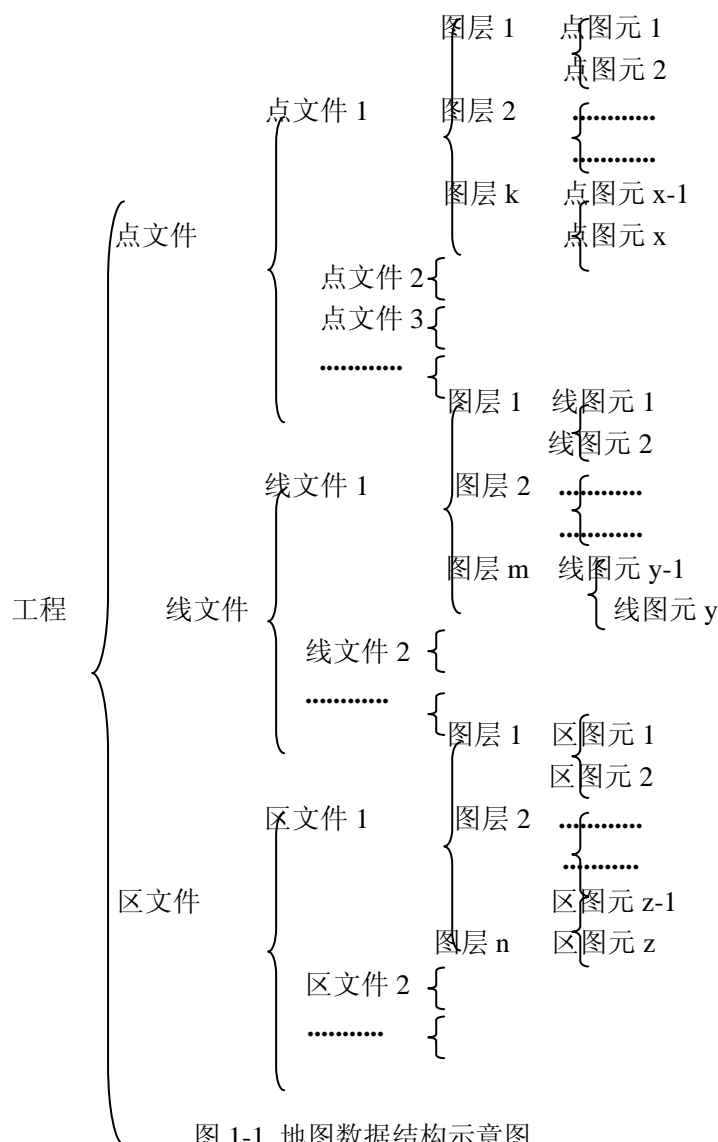 图层 1 点图元 1
点图元 2
点文件 1 图层 2 …………
…………
图层 k 点图元 x-1
点文件 点图元 x
点文件 2
点文件 3
…………
图层 1 线图元 1
线图元 2
线文件 1 图层 2 …………
…………
图层 m 线图元 y-1
工程 线文件 线图元 y
线文件 2
…………
图层 1 区图元 1
区图元 2
区文件 1 图层 2 …………
…………
区文件 区图元 z-1
图层 n 区图元 z
区文件 2
…………
图 1-1 地图数据结构示意图